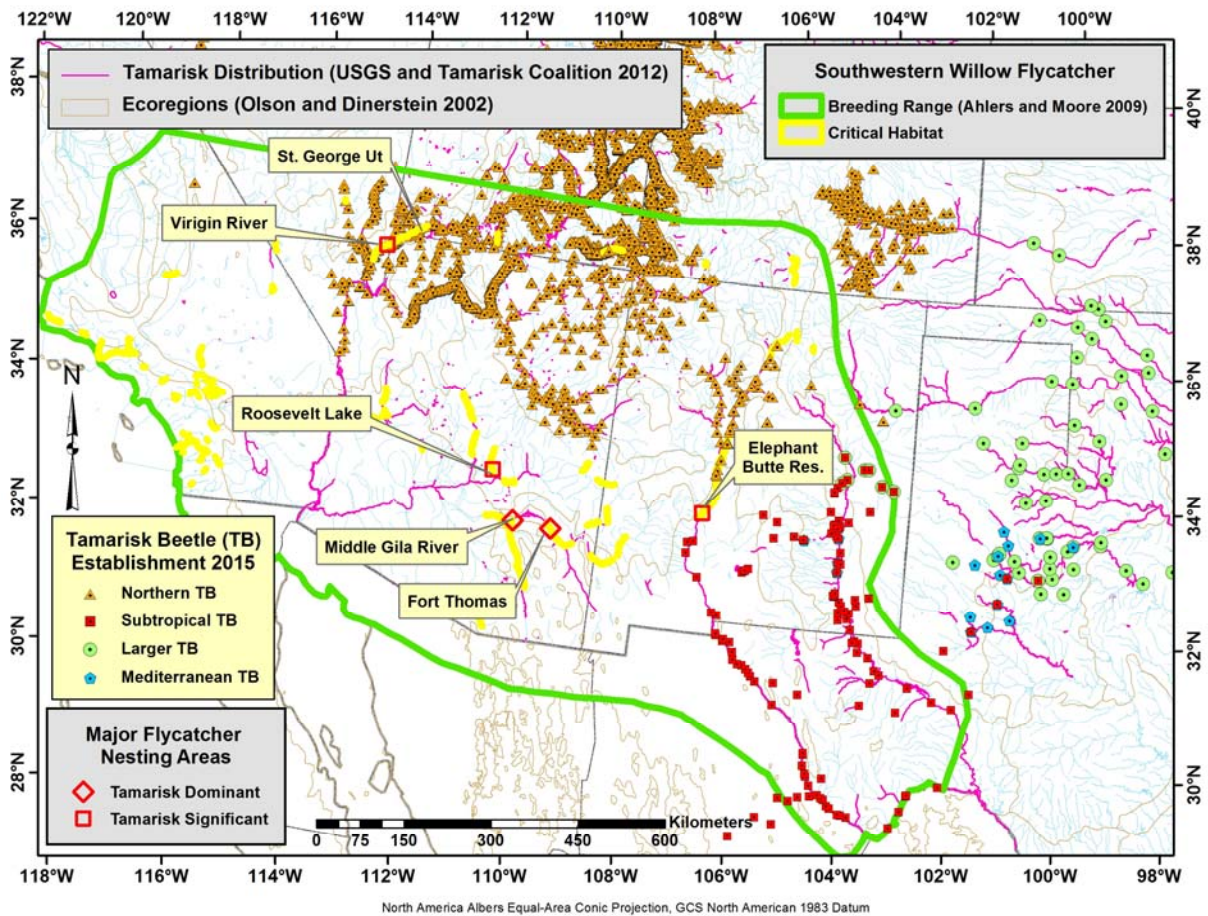 120°W 118°W 116°W 114°W 112°W 111°W 109°W 108°W 106°W 104°W 102°W 100°W
Tamarisk Distribution (USGS and Tamarisk Coalition 2012)
Ecoregions (Olson and Dinerstein 2002)
Southwestern Willow Flycatcher
Breeding Range (Ahlers and Moore 2009)
Critical Habitat
38°N
36°N
34°N
32°N
30°N
28°N
40°N
38°N
36°N
34°N
32°N
30°N
St. George Ut
Virigin River
Roosevelt Lake
Elephant
Butte Res.
Middle Gila River
Fort Thomas
N
Tamarisk Beetle (TB)
Establishment 2015
Northern TB
Subtropical TB
Larger TB
Mediterranean TB
Major Flycatcher
Nesting Areas
Tamarisk Dominant
Tamarisk Significant
Kilometers
0 75 150 300 450 600
118°W 116°W 114°W 112°W 110°W 108°W 106°W 104°W 102°W 100°W 98°W
North America Albers Equal-Area Conic Projection, GCS North American 1983 Datum